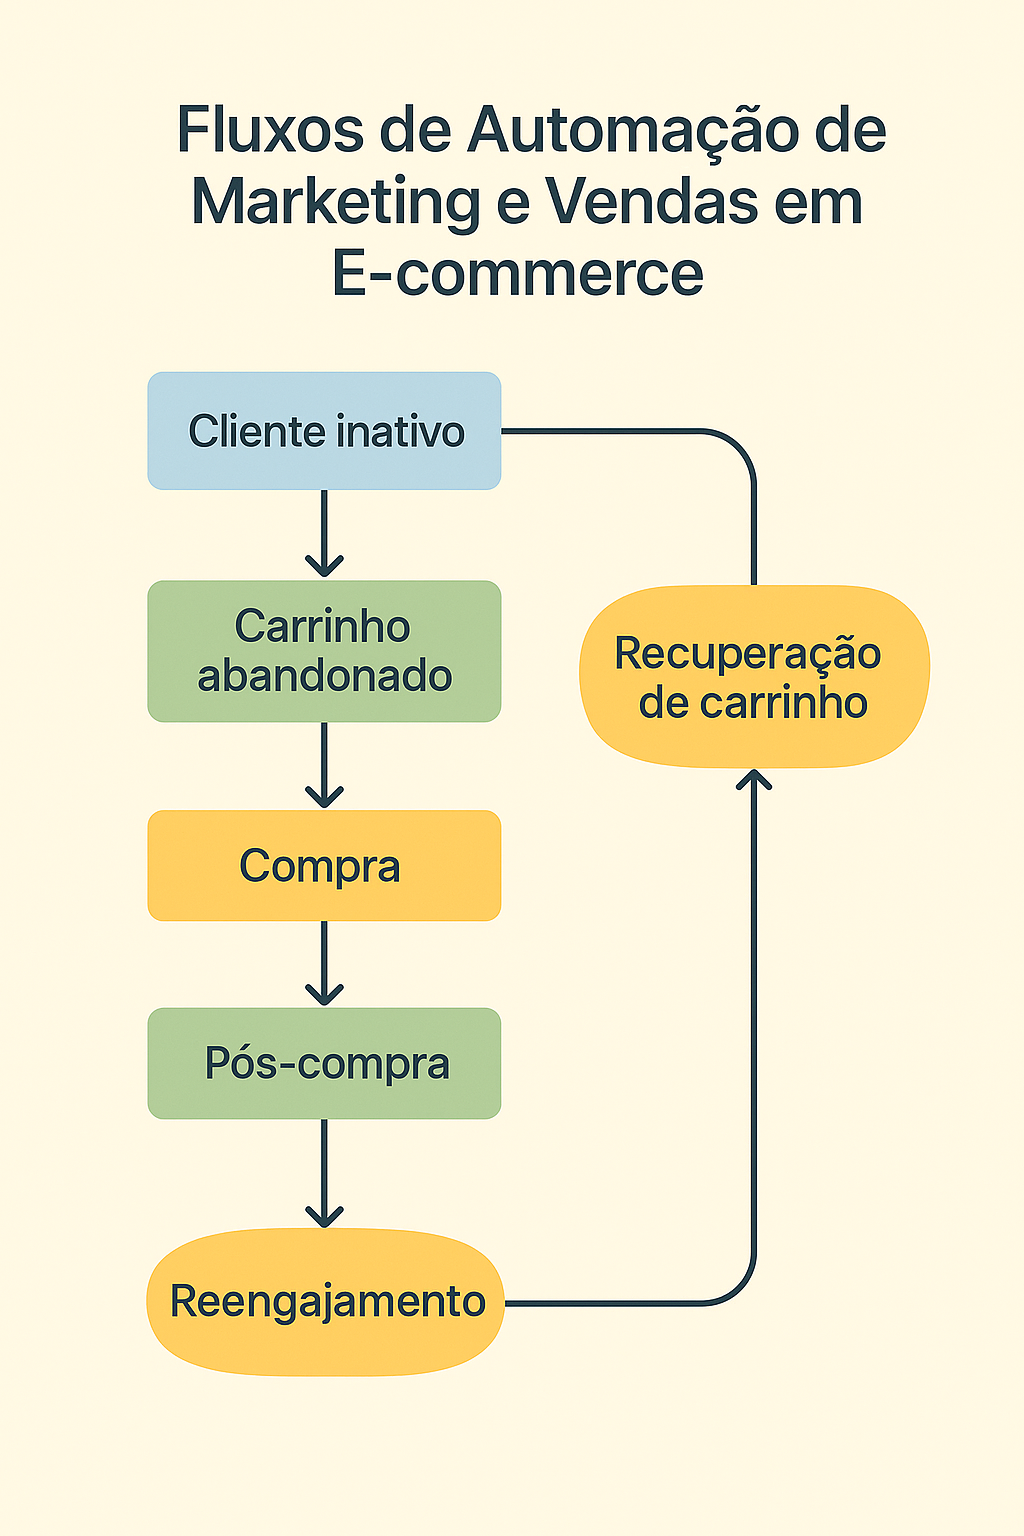 Fluxos de Automação de
Marketing e Vendas em
E-commerce
Cliente inativo
Carrinho
abandonado
Recuperação
de carrinho
Compra
Pós-compra
Reengajamento